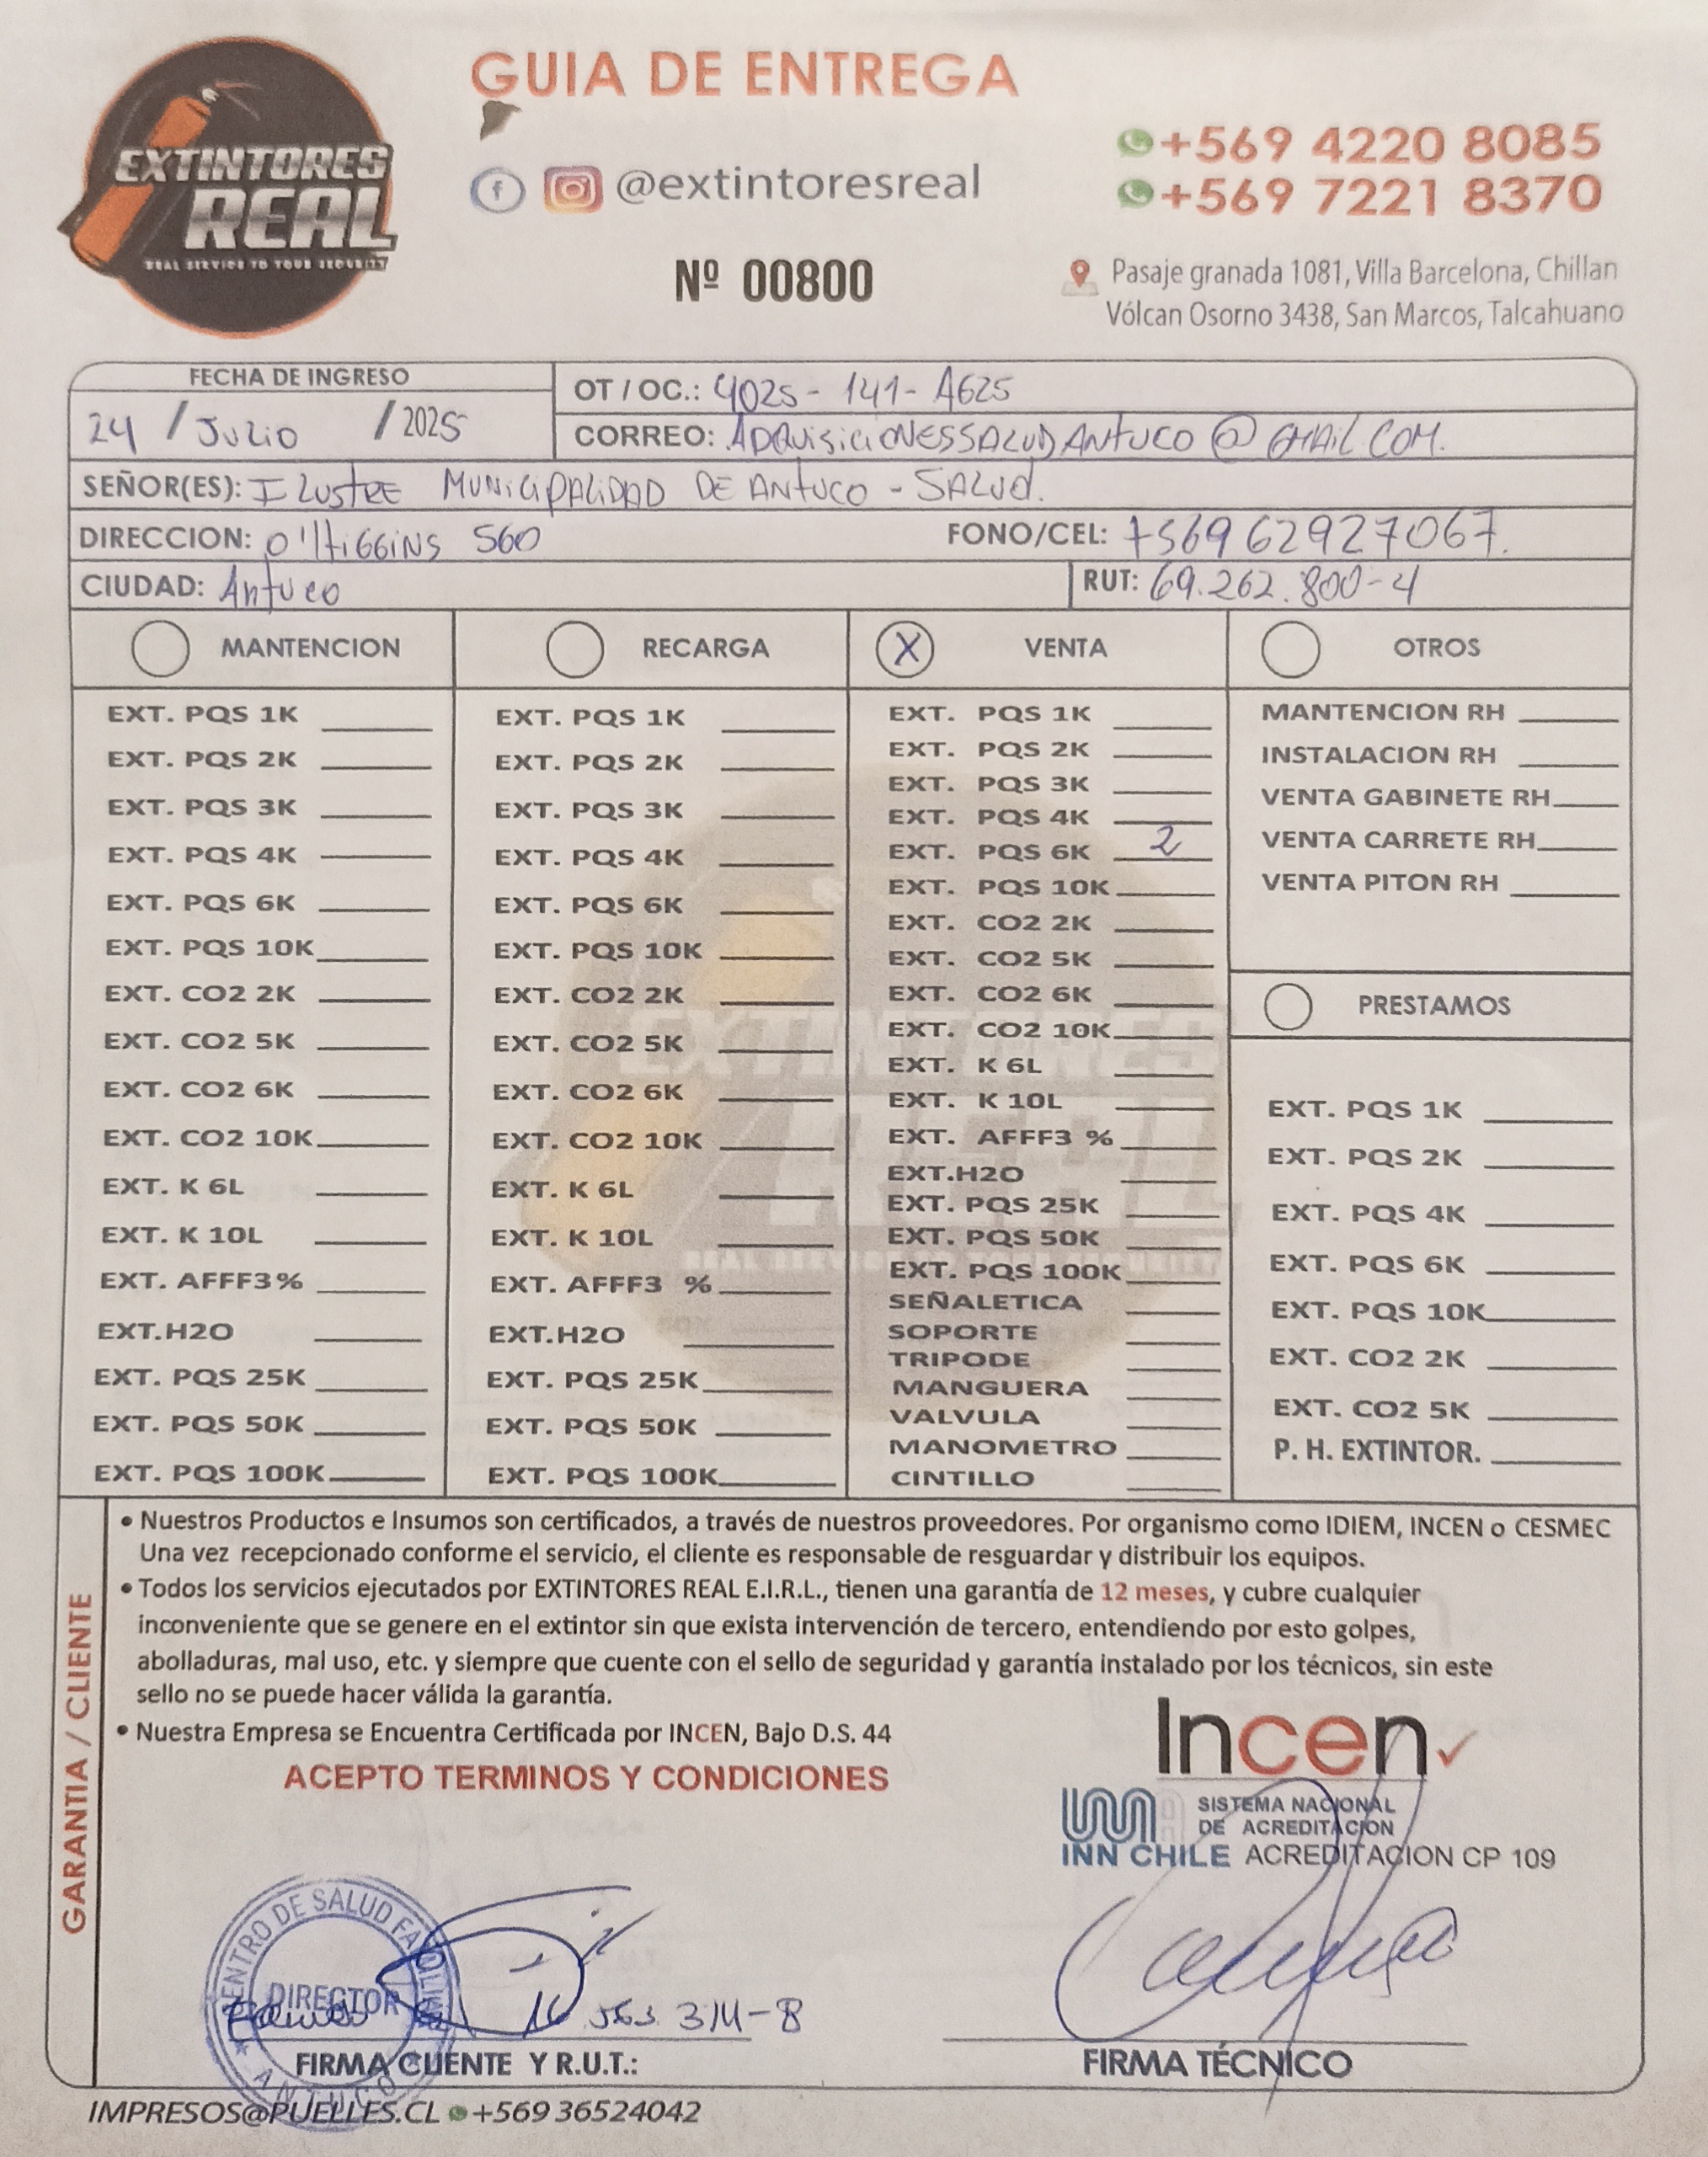 GUIA DE ENTREGA
EXTINTORES
REAL
REAL SERVICE TO YOUR SECURITY
@extintoresreal
+569 4220 8085
+569 7221 8370
Nº 00800
Pasaje granada 1081, Villa Barcelona, Chillan
Vólcan Osorno 3438, San Marcos, Talcahuano
FECHA DE INGRESO
24 / Julio / 2025
OT / OC.: 4025-141-AG25
CORREO: ADQUISICIONESSALUDANTUCO@GMAIL.COM.
SEÑOR(ES): ILUSTRE MUNICIPALIDAD DE ANTUCO - SALUD.
DIRECCION: O'HIGGINS 560
FONO/CEL: +569 62927067.
CIUDAD: Antuco
RUT: 69.262.800-4
MANTENCION
EXT. PQS 1K
EXT. PQS 2K
EXT. PQS 3K
EXT. PQS 4K
EXT. PQS 6K
EXT. PQS 10K
EXT. CO2 2K
EXT. CO2 5K
EXT. CO2 6K
EXT. CO2 10K
EXT. K 6L
EXT. K 10L
EXT. AFFF3%
EXT.H2O
EXT. PQS 25K
EXT. PQS 50K
EXT. PQS 100K
RECARGA
EXT. PQS 1K
EXT. PQS 2K
EXT. PQS 3K
EXT. PQS 4K
EXT. PQS 6K
EXT. PQS 10K
EXT. CO2 2K
EXT. CO2 5K
EXT. CO2 6K
EXT. CO2 10K
EXT. K 6L
EXT. K 10L
EXT. AFFF3 %
EXT.H2O
EXT. PQS 25K
EXT. PQS 50K
EXT. PQS 100K
X VENTA
EXT. PQS 1K
EXT. PQS 2K
EXT. PQS 3K
EXT. PQS 4K
EXT. PQS 6K 2
EXT. PQS 10K
EXT. CO2 2K
EXT. CO2 5K
EXT. CO2 6K
EXT. CO2 10K
EXT. K 6L
EXT. K 10L
EXT. AFFF3 %
EXT.H2O
EXT. PQS 25K
EXT. PQS 50K
EXT. PQS 100K
SEÑALETICA
SOPORTE
TRIPODE
MANGUERA
VALVULA
MANOMETRO
CINTILLO
OTROS
MANTENCION RH
INSTALACION RH
VENTA GABINETE RH
VENTA CARRETE RH
VENTA PITON RH
PRESTAMOS
EXT. PQS 1K
EXT. PQS 2K
EXT. PQS 4K
EXT. PQS 6K
EXT. PQS 10K
EXT. CO2 2K
EXT. CO2 5K
P. H. EXTINTOR.
GARANTIA / CLIENTE
• Nuestros Productos e Insumos son certificados, a través de nuestros proveedores. Por organismo como IDIEM, INCEN o CESMEC
Una vez recepcionado conforme el servicio, el cliente es responsable de resguardar y distribuir los equipos.
• Todos los servicios ejecutados por EXTINTORES REAL E.I.R.L., tienen una garantía de 12 meses, y cubre cualquier
inconveniente que se genere en el extintor sin que exista intervención de tercero, entendiendo por esto golpes,
abolladuras, mal uso, etc. y siempre que cuente con el sello de seguridad y garantía instalado por los técnicos, sin este
sello no se puede hacer válida la garantía.
• Nuestra Empresa se Encuentra Certificada por INCEN, Bajo D.S. 44
ACEPTO TERMINOS Y CONDICIONES
Incen
SISTEMA NACIONAL
DE ACREDITACION
INN CHILE ACREDITACION CP 109
CENTRO DE SALUD FAMILIAR
DIRECTOR
ANTUCO
FIRMA CLIENTE Y R.U.T.:
FIRMA TÉCNICO
IMPRESOS@PUELLES.CL +569 36524042